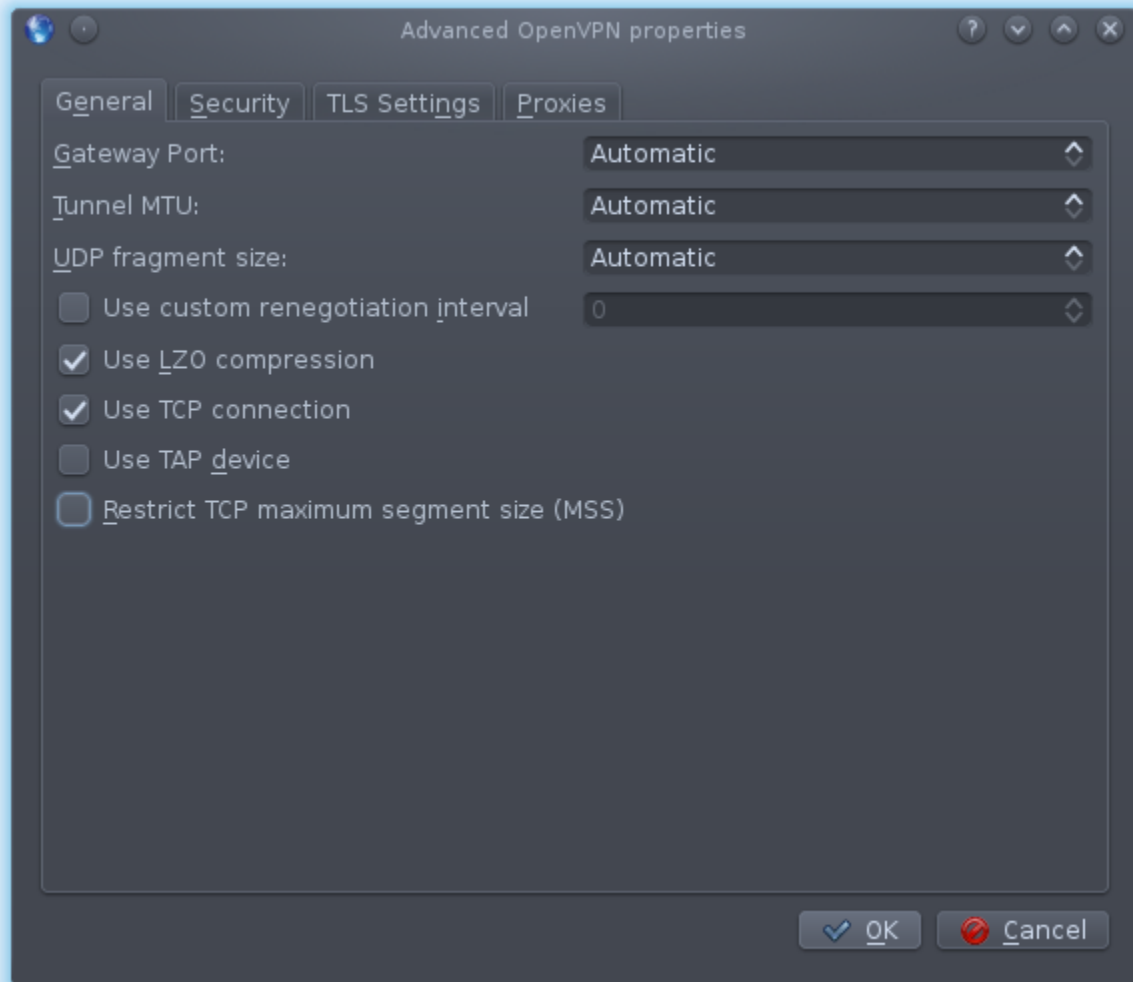 Advanced OpenVPN properties
General Security TLS Settings Proxies
Gateway Port: Automatic
Tunnel MTU: Automatic
UDP fragment size: Automatic
Use custom renegotiation interval 0
Use LZO compression
Use TCP connection
Use TAP device
Restrict TCP maximum segment size (MSS)
OK Cancel